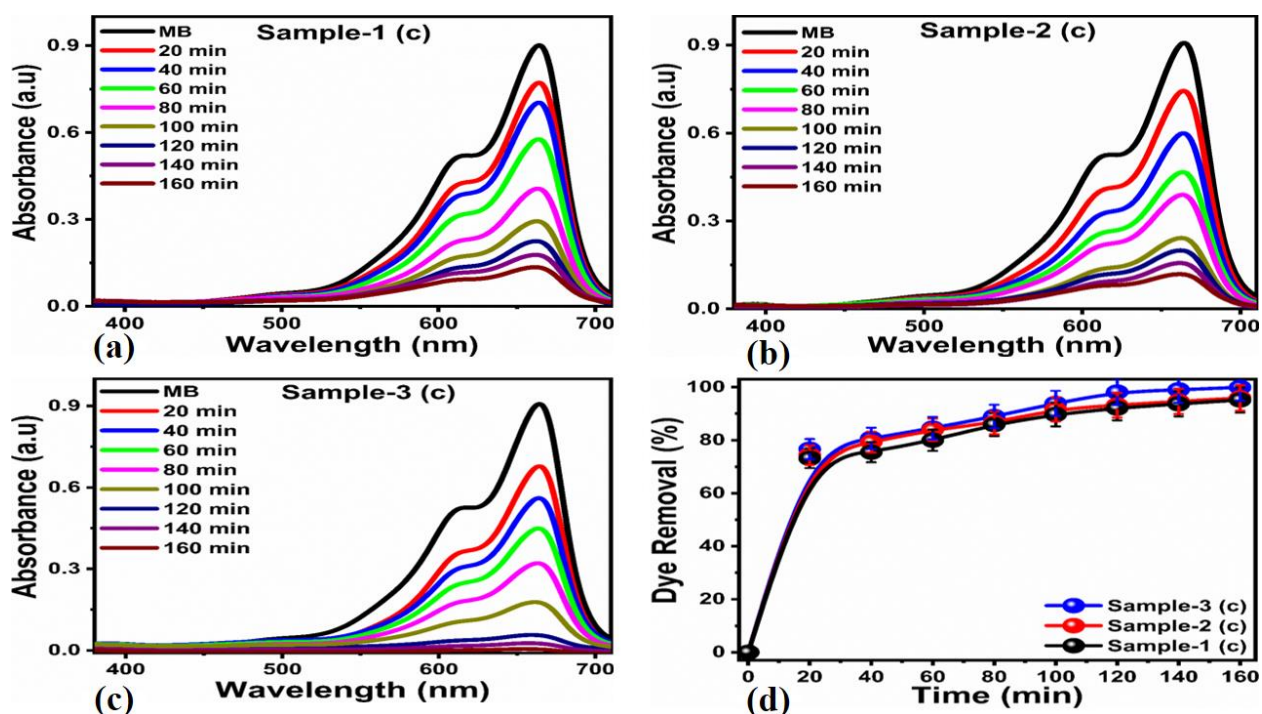 Sample-1 (c)
MB
20 min
40 min
60 min
80 min
100 min
120 min
140 min
160 min
Absorbance (a.u)
0.9
0.6
0.3
0.0
400
500
600
700
Wavelength (nm)
(a)
Sample-2 (c)
MB
20 min
40 min
60 min
80 min
100 min
120 min
140 min
160 min
Absorbance (a.u)
0.9
0.6
0.3
0.0
400
500
600
700
Wavelength (nm)
(b)
Sample-3 (c)
MB
20 min
40 min
60 min
80 min
100 min
120 min
140 min
160 min
Absorbance (a.u)
0.9
0.6
0.3
0.0
400
500
600
700
Wavelength (nm)
(c)
Dye Removal (%)
100
80
60
40
20
0
Sample-3 (c)
Sample-2 (c)
Sample-1 (c)
0
20
40
60
80
100
120
140
160
Time (min)
(d)